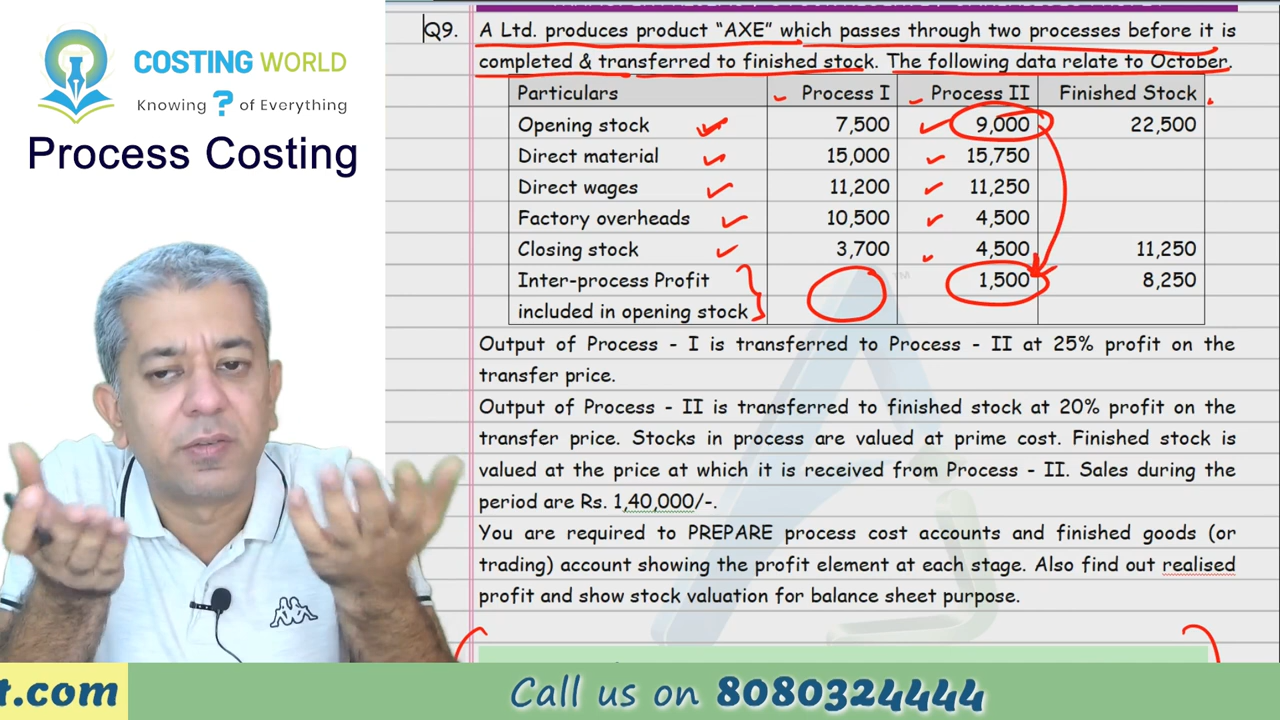 COSTING WORLD
Knowing ? of Everything
Process Costing
Q9. A Ltd. produces product “AXE” which passes through two processes before it is
completed & transferred to finished stock. The following data relate to October.
Particulars Process I Process II Finished Stock
Opening stock 7,500 9,000 22,500
Direct material 15,000 15,750
Direct wages 11,200 11,250
Factory overheads 10,500 4,500
Closing stock 3,700 4,500 11,250
Inter-process Profit 1,500 8,250
included in opening stock
Output of Process - I is transferred to Process - II at 25% profit on the
transfer price.
Output of Process - II is transferred to finished stock at 20% profit on the
transfer price. Stocks in process are valued at prime cost. Finished stock is
valued at the price at which it is received from Process - II. Sales during the
period are Rs. 1,40,000/-.
You are required to PREPARE process cost accounts and finished goods (or
trading) account showing the profit element at each stage. Also find out realised
profit and show stock valuation for balance sheet purpose.
t.com
Call us on 8080324444